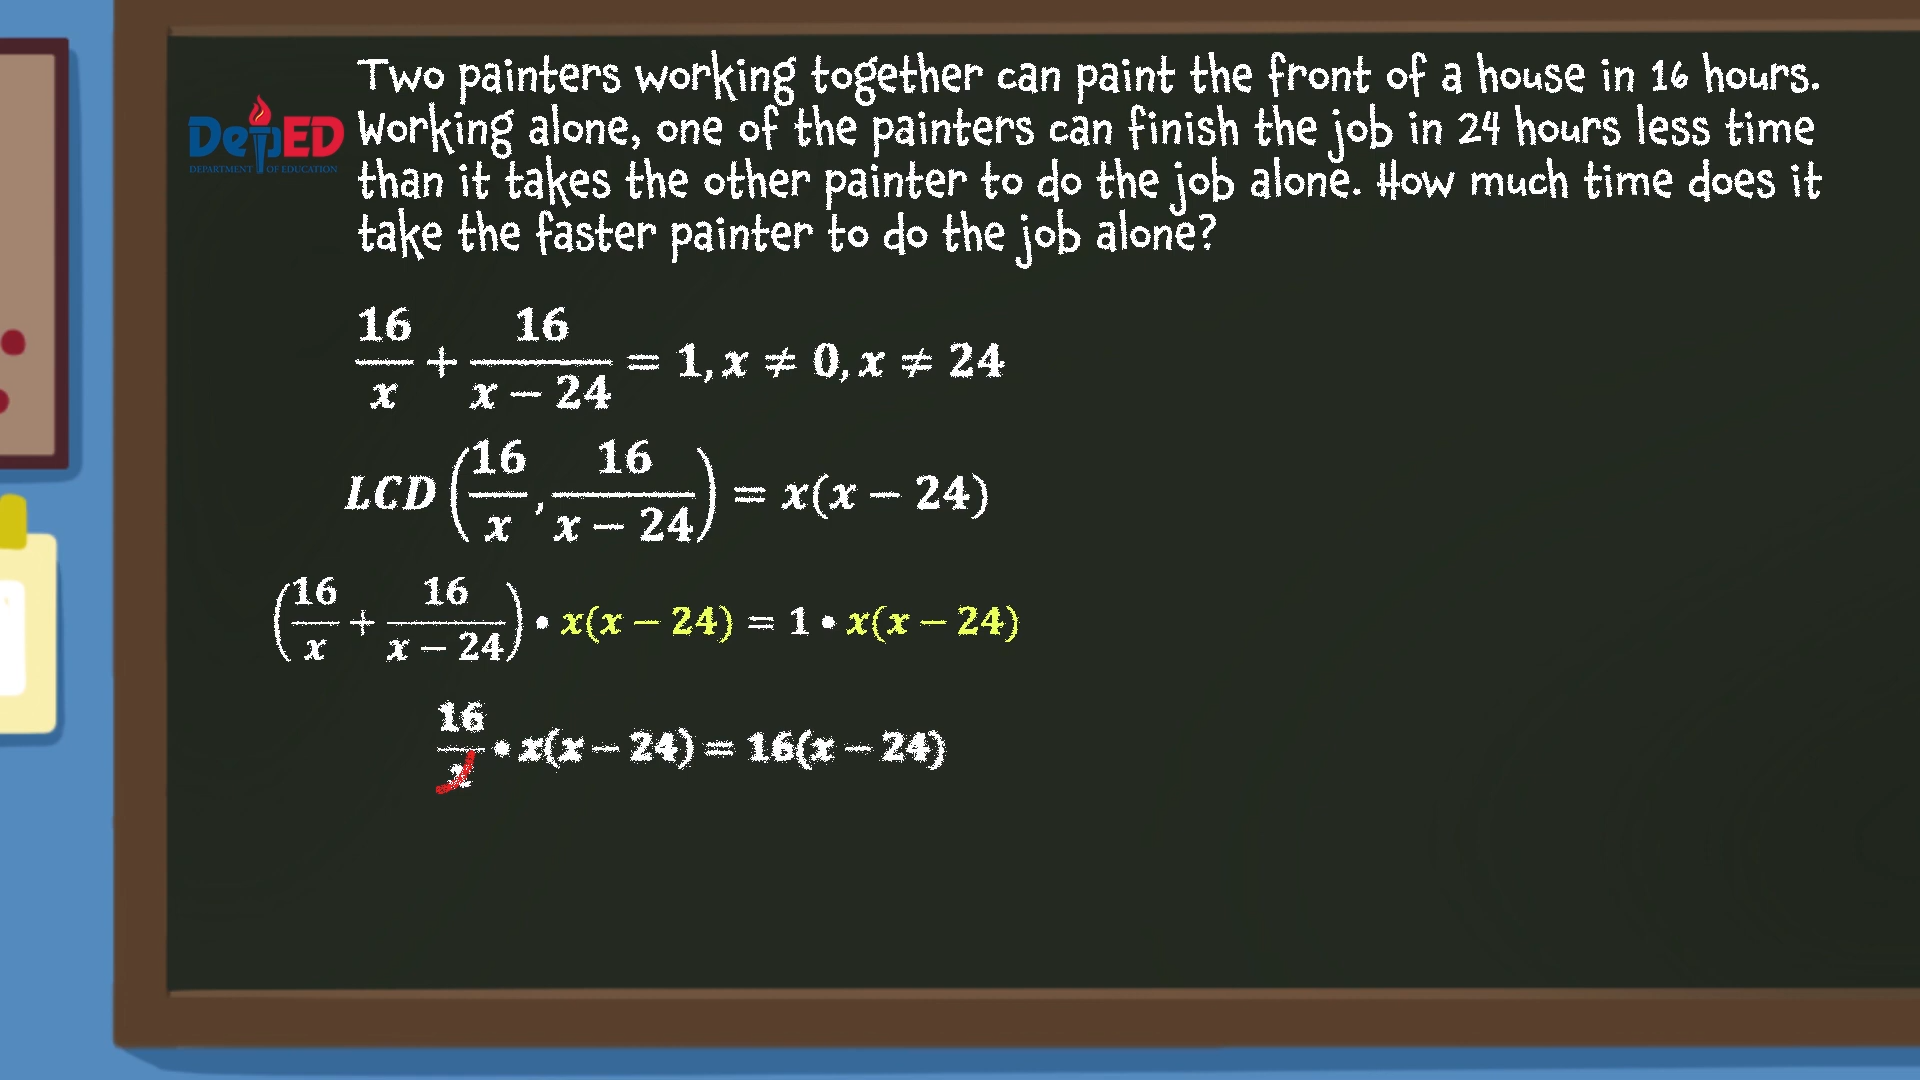 Two painters working together can paint the front of a house in 16 hours.
DepED
DEPARTMENT OF EDUCATION
Working alone, one of the painters can finish the job in 24 hours less time
than it takes the other painter to do the job alone. How much time does it
take the faster painter to do the job alone?
16/x + 16/(x − 24) = 1, x ≠ 0, x ≠ 24
LCD (16/x, 16/(x − 24)) = x(x − 24)
(16/x + 16/(x − 24)) • x(x − 24) = 1 • x(x − 24)
16/x • x(x − 24) = 16(x − 24)